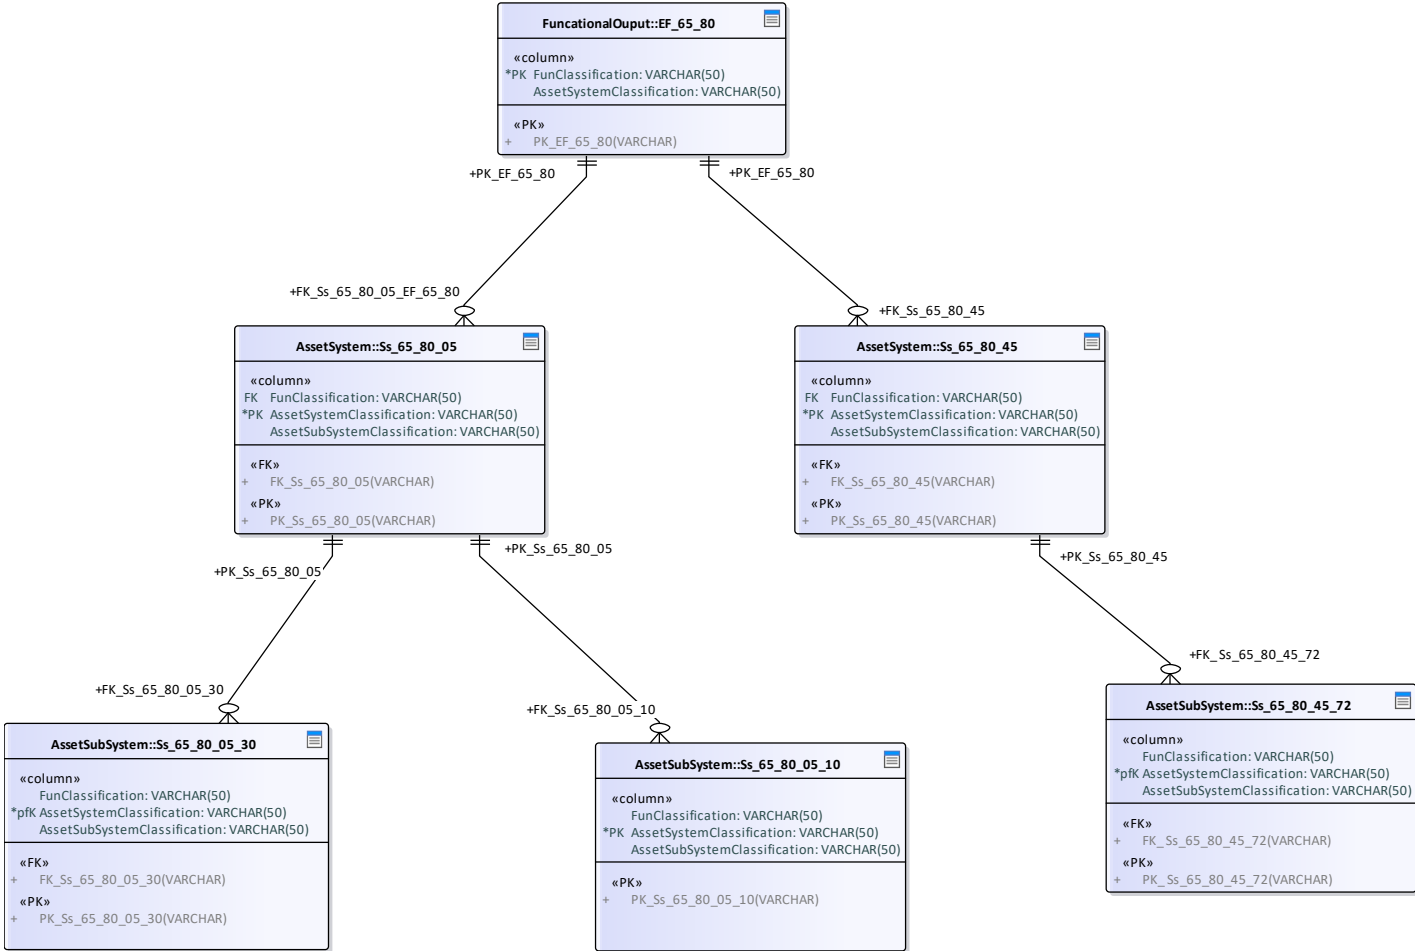 FuncationalOuput::EF_65_80
«column»
*PK FunClassification: VARCHAR(50)
AssetSystemClassification: VARCHAR(50)
«PK»
+ PK_EF_65_80(VARCHAR)
+PK_EF_65_80
+PK_EF_65_80
+FK_Ss_65_80_05_EF_65_80
+FK_Ss_65_80_45
AssetSystem::Ss_65_80_05
«column»
FK FunClassification: VARCHAR(50)
*PK AssetSystemClassification: VARCHAR(50)
AssetSubSystemClassification: VARCHAR(50)
«FK»
+ FK_Ss_65_80_05(VARCHAR)
«PK»
+ PK_Ss_65_80_05(VARCHAR)
AssetSystem::Ss_65_80_45
«column»
FK FunClassification: VARCHAR(50)
*PK AssetSystemClassification: VARCHAR(50)
AssetSubSystemClassification: VARCHAR(50)
«FK»
+ FK_Ss_65_80_45(VARCHAR)
«PK»
+ PK_Ss_65_80_45(VARCHAR)
+PK_Ss_65_80_05
+PK_Ss_65_80_05
+PK_Ss_65_80_45
+FK_Ss_65_80_05_30
+FK_Ss_65_80_05_10
+FK_Ss_65_80_45_72
AssetSubSystem::Ss_65_80_05_30
«column»
FunClassification: VARCHAR(50)
*pfK AssetSystemClassification: VARCHAR(50)
AssetSubSystemClassification: VARCHAR(50)
«FK»
+ FK_Ss_65_80_05_30(VARCHAR)
«PK»
+ PK_Ss_65_80_05_30(VARCHAR)
AssetSubSystem::Ss_65_80_05_10
«column»
FunClassification: VARCHAR(50)
*PK AssetSystemClassification: VARCHAR(50)
AssetSubSystemClassification: VARCHAR(50)
«PK»
+ PK_Ss_65_80_05_10(VARCHAR)
AssetSubSystem::Ss_65_80_45_72
«column»
FunClassification: VARCHAR(50)
*pfK AssetSystemClassification: VARCHAR(50)
AssetSubSystemClassification: VARCHAR(50)
«FK»
+ FK_Ss_65_80_45_72(VARCHAR)
«PK»
+ PK_Ss_65_80_45_72(VARCHAR)